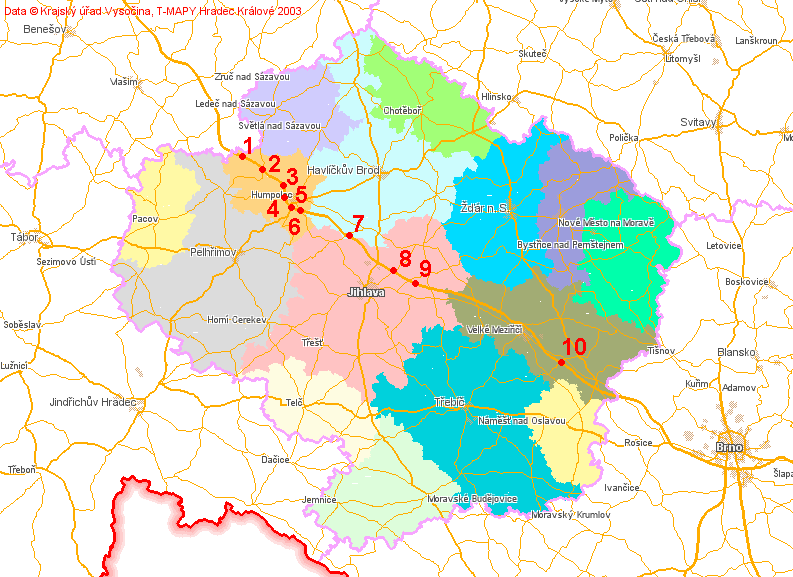 Data © Krajský úřad Vysočina, T-MAPY Hradec Králové 2003
Benešov
Skuteč
Česká Třebová
Lanškroun
Litomyšl
Vlašim
Zruč nad Sázavou
Hlinsko
Ledeč nad Sázavou
Chotěboř
Svitavy
Světlá nad Sázavou
Polička
1
2
Havlíčkův Brod
3
Humpolec
5
4
Žďár n. S.
Pacov
6
7
Nové Město na Moravě
Tábor
Bystřice nad Pernštejnem
Letovice
Pelhřimov
Sezimovo Ústí
8
9
Boskovice
Jihlava
Horní Cerekev
Soběslav
Velké Meziříčí
Třešť
10
Tišnov
Blansko
Lužnicí
Kuřim
Adamov
Jindřichův Hradec
Telč
Třebíč
Náměšť nad Oslavou
Rosice
Brno
Dačice
Třeboň
Šlapa
Ivančice
Jemnice
Moravské Budějovice
Moravský Krumlov